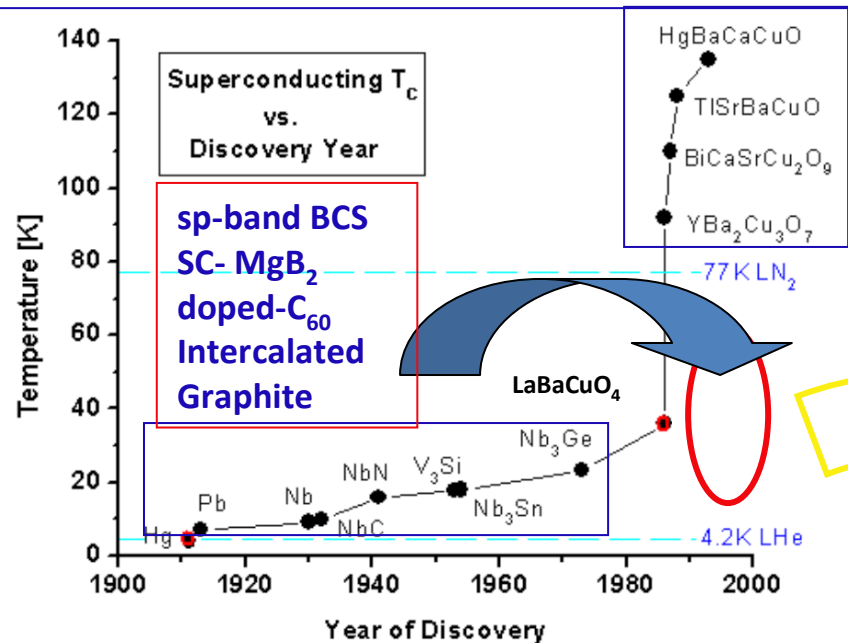 140
120
100
80
60
40
20
0
Temperature [K]
Superconducting T_c
vs.
Discovery Year
HgBaCaCuO
TlSrBaCuO
BiCaSrCu₂O₉
YBa₂Cu₃O₇
sp-band BCS
SC- MgB₂
doped-C₆₀
Intercalated
Graphite
77K LN₂
LaBaCuO₄
Nb₃Ge
V₃Si
NbN
Nb
Pb
Nb₃Sn
NbC
Hg
4.2K LHe
1900 1920 1940 1960 1980 2000
Year of Discovery